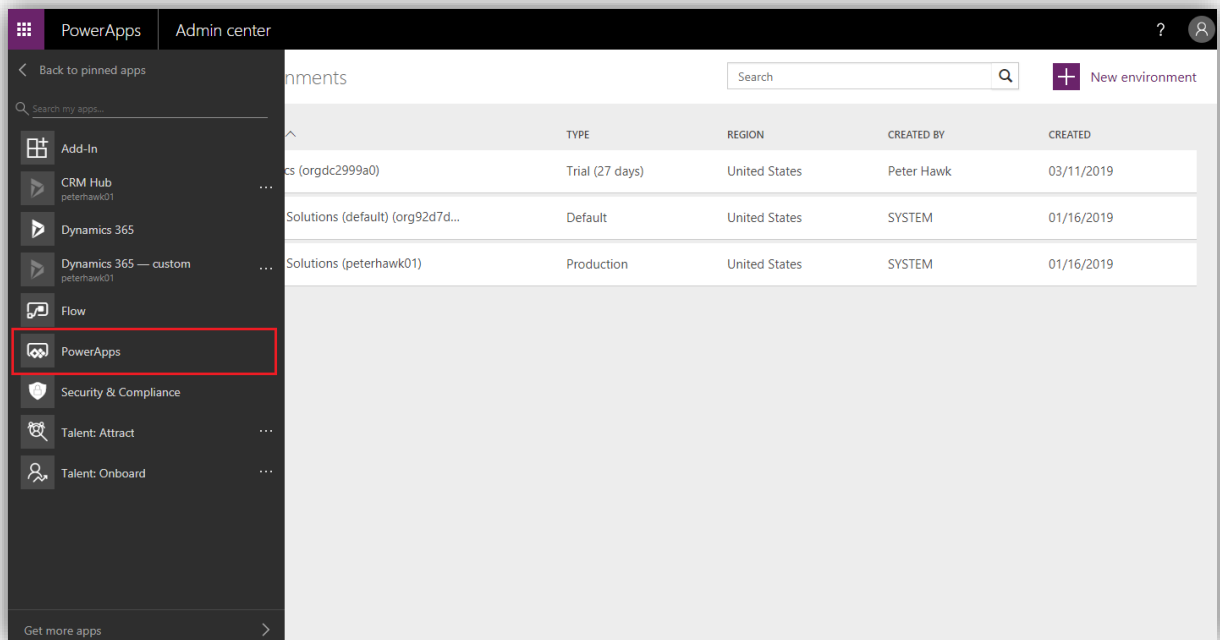 PowerApps Admin center ?
Back to pinned apps
Search my apps...
Add-In
CRM Hub
peterhawk01
Dynamics 365
Dynamics 365 — custom
peterhawk01
Flow
PowerApps
Security & Compliance
Talent: Attract
Talent: Onboard
Get more apps
nments
Search
New environment
TYPE REGION CREATED BY CREATED
cs (orgdc2999a0) Trial (27 days) United States Peter Hawk 03/11/2019
Solutions (default) (org92d7d... Default United States SYSTEM 01/16/2019
Solutions (peterhawk01) Production United States SYSTEM 01/16/2019